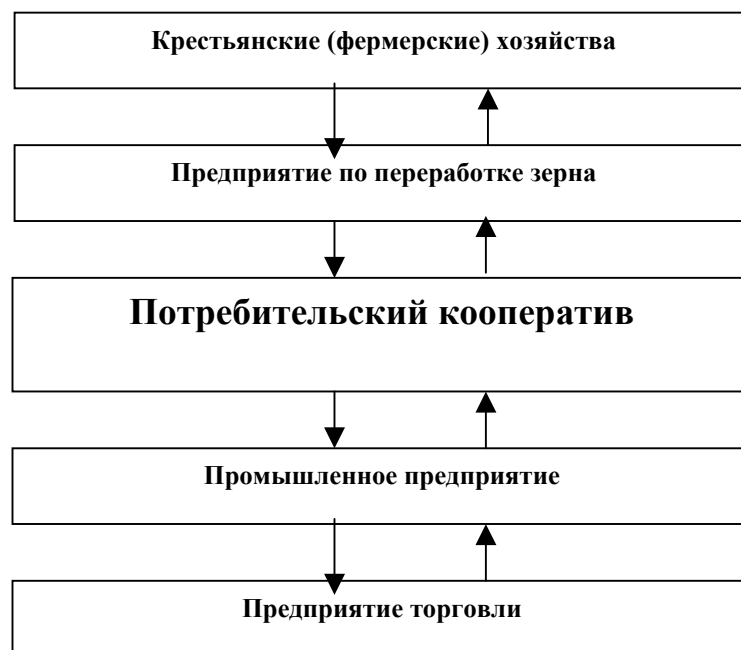 Крестьянские (фермерские) хозяйства
Предприятие по переработке зерна
Потребительский кооператив
Промышленное предприятие
Предприятие торговли